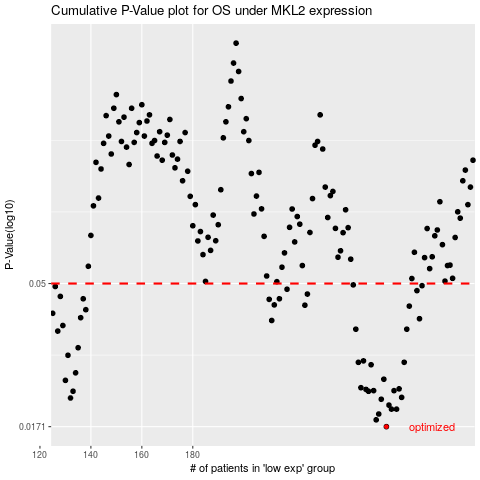 Cumulative P-Value plot for OS under MKL2 expression
P-Value(log10)
0.05
0.0171
optimized
120 140 160 180
# of patients in 'low exp' group